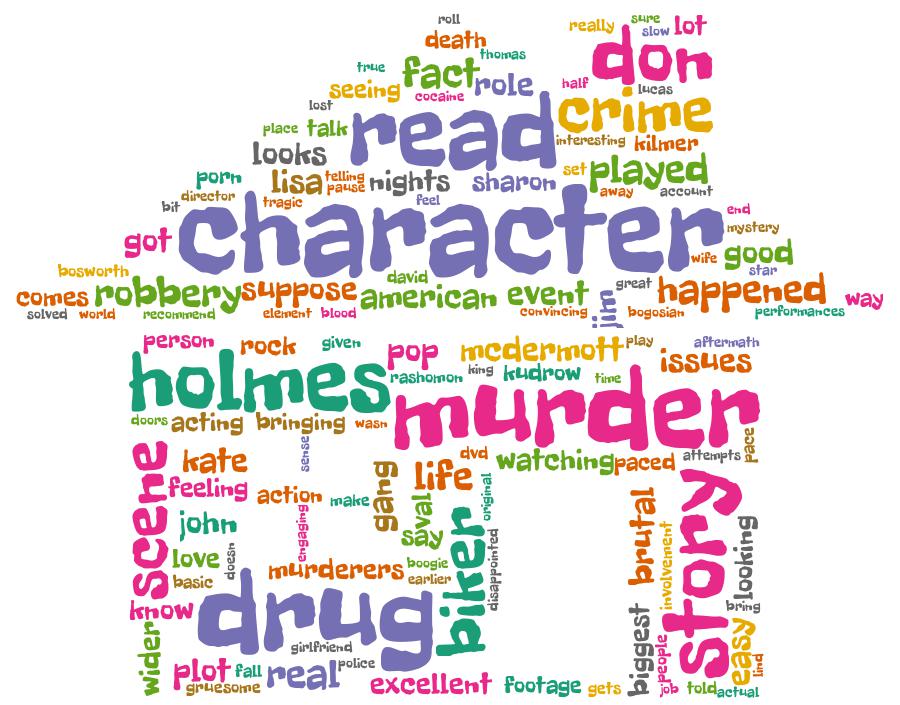 roll
really sure slow lot
death
thomas
don
true fact role half lucas
seeing cocaine
lost read crime
place talk
looks interesting kilmer
porn lisa telling pause nights sharon set played
director tragic feel away account
bit
got character end
mystery
wife good
bosworth david star
comes robbery suppose american event jim great happened way
solved world recommend element blood convincing bogosian performances
person rock given pop mcdermott play aftermath
holmes rashomon king kudrow time issues
murder
doors acting bringing wasn
scene kate sense gang life dvd watching paced attempts pace
feeling action make saval original brutal story
john engaging say biker involvement looking
love doesn disappointed
basic murderers boogie
earlier
know drug biggest bring
wider girlfriend people easy
plot fall real police lind
gruesome excellent footage gets job told actual